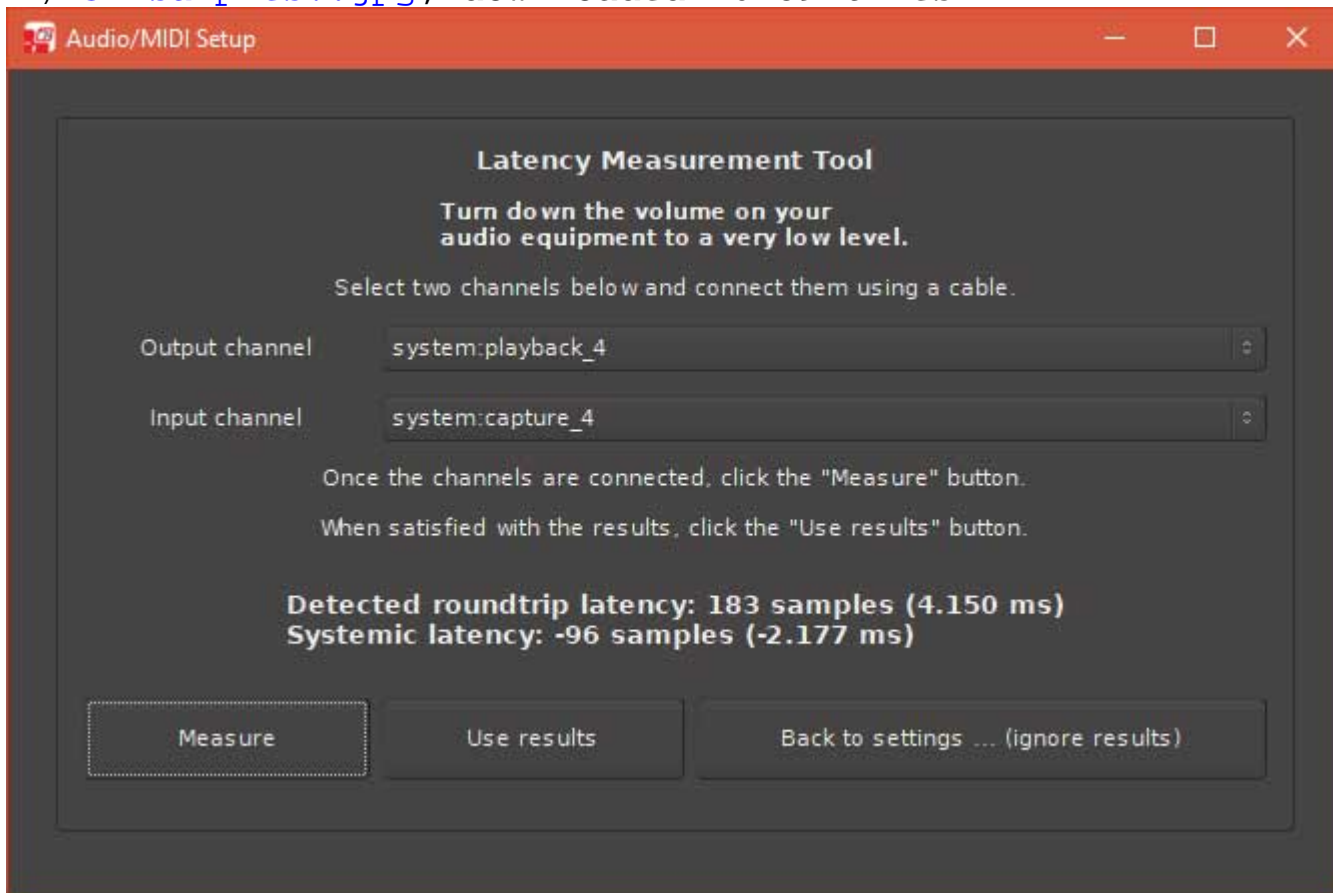 Audio/MIDI Setup
Latency Measurement Tool
Turn down the volume on your
audio equipment to a very low level.
Select two channels below and connect them using a cable.
Output channel system:playback_4
Input channel system:capture_4
Once the channels are connected, click the "Measure" button.
When satisfied with the results, click the "Use results" button.
Detected roundtrip latency: 183 samples (4.150 ms)
Systemic latency: -96 samples (-2.177 ms)
Measure Use results Back to settings ... (ignore results)